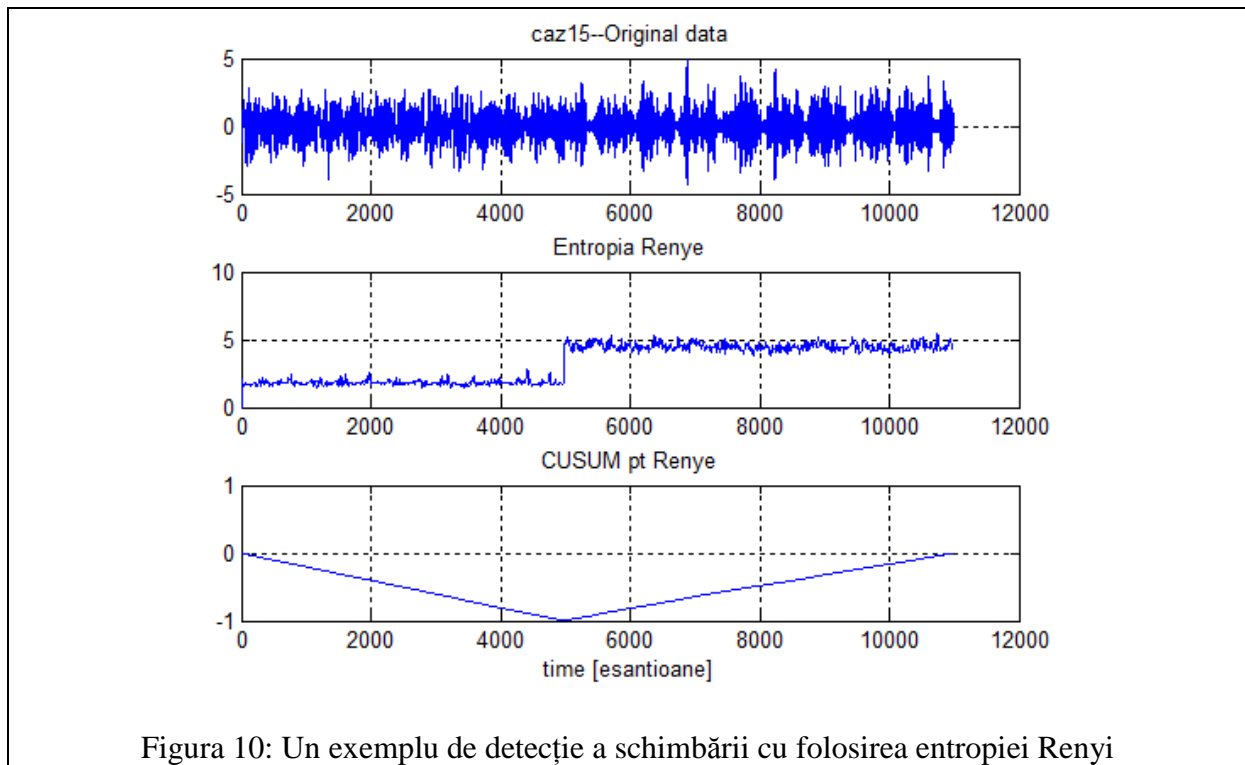 caz15--Original data
5
0
-5
0 2000 4000 6000 8000 10000 12000
Entropia Renye
10
5
0
0 2000 4000 6000 8000 10000 12000
CUSUM pt Renye
1
0
-1
0 2000 4000 6000 8000 10000 12000
time [esantioane]
Figura 10: Un exemplu de detecție a schimbării cu folosirea entropiei Renyi